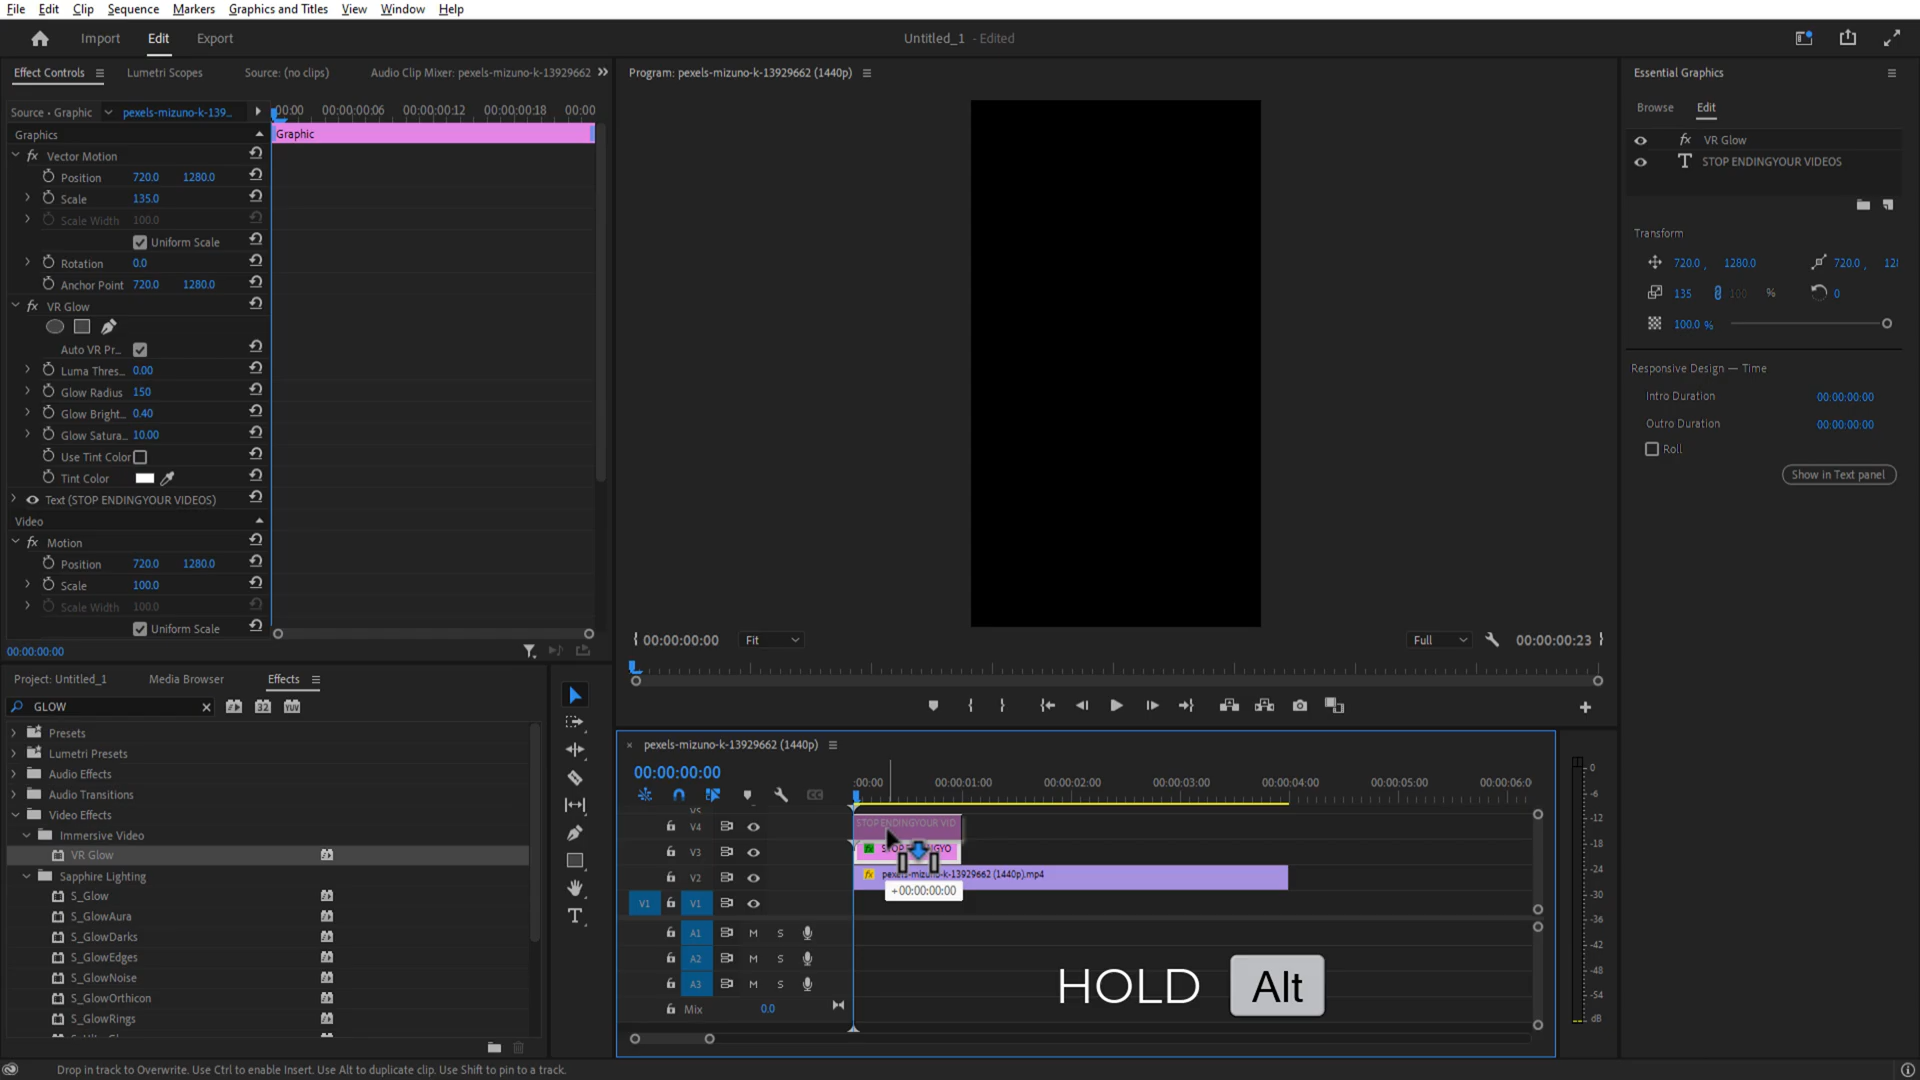 File Edit Clip Sequence Markers Graphics and Titles View Window Help
Import Edit Export
Untitled_1 - Edited
Effect Controls Lumetri Scopes Source: (no clips) Audio Clip Mixer: pexels-mizuno-k-13929662
Source • Graphic pexels-mizuno-k-139...
:00:00 00:00:00:06 00:00:00:12 00:00:00:18 00:00
Graphics
Graphic
Vector Motion
Position 720.0 1280.0
Scale 135.0
Scale Width 100.0
Uniform Scale
Rotation 0.0
Anchor Point 720.0 1280.0
VR Glow
Auto VR Pr...
Luma Thres... 0.00
Glow Radius 150
Glow Bright... 0.40
Glow Satura... 10.00
Use Tint Color
Tint Color
Text (STOP ENDINGYOUR VIDEOS)
Video
Motion
Position 720.0 1280.0
Scale 100.0
Scale Width 100.0
Uniform Scale
00:00:00:00
Program: pexels-mizuno-k-13929662 (1440p)
00:00:00:00 Fit Full 00:00:00:23
Essential Graphics
Browse Edit
VR Glow
STOP ENDINGYOUR VIDEOS
Transform
720.0 , 1280.0 720.0 , 128
135 100 % 0
100.0 %
Responsive Design — Time
Intro Duration 00:00:00:00
Outro Duration 00:00:00:00
Roll
Show in Text panel
Project: Untitled_1 Media Browser Effects
GLOW
32 YUV
Presets
Lumetri Presets
Audio Effects
Audio Transitions
Video Effects
Immersive Video
VR Glow
Sapphire Lighting
S_Glow
S_GlowAura
S_GlowDarks
S_GlowEdges
S_GlowNoise
S_GlowOrthicon
S_GlowRings
pexels-mizuno-k-13929662 (1440p)
00:00:00:00
:00:00 00:00:01:00 00:00:02:00 00:00:03:00 00:00:04:00 00:00:05:00 00:00:06:0
CC
V5
V4 STOP ENDINGYOUR VID
V3
V2 pexels-mizuno-k-13929662 (1440p).mp4
+00:00:00:00
V1 V1
A1 M S
A2 M S
A3 M S
Mix 0.0
HOLD Alt
0
-6
-12
-18
-24
-30
-36
-42
-48
-54
dB
Drop in track to Overwrite. Use Ctrl to enable Insert. Use Alt to duplicate clip. Use Shift to pin to a track.